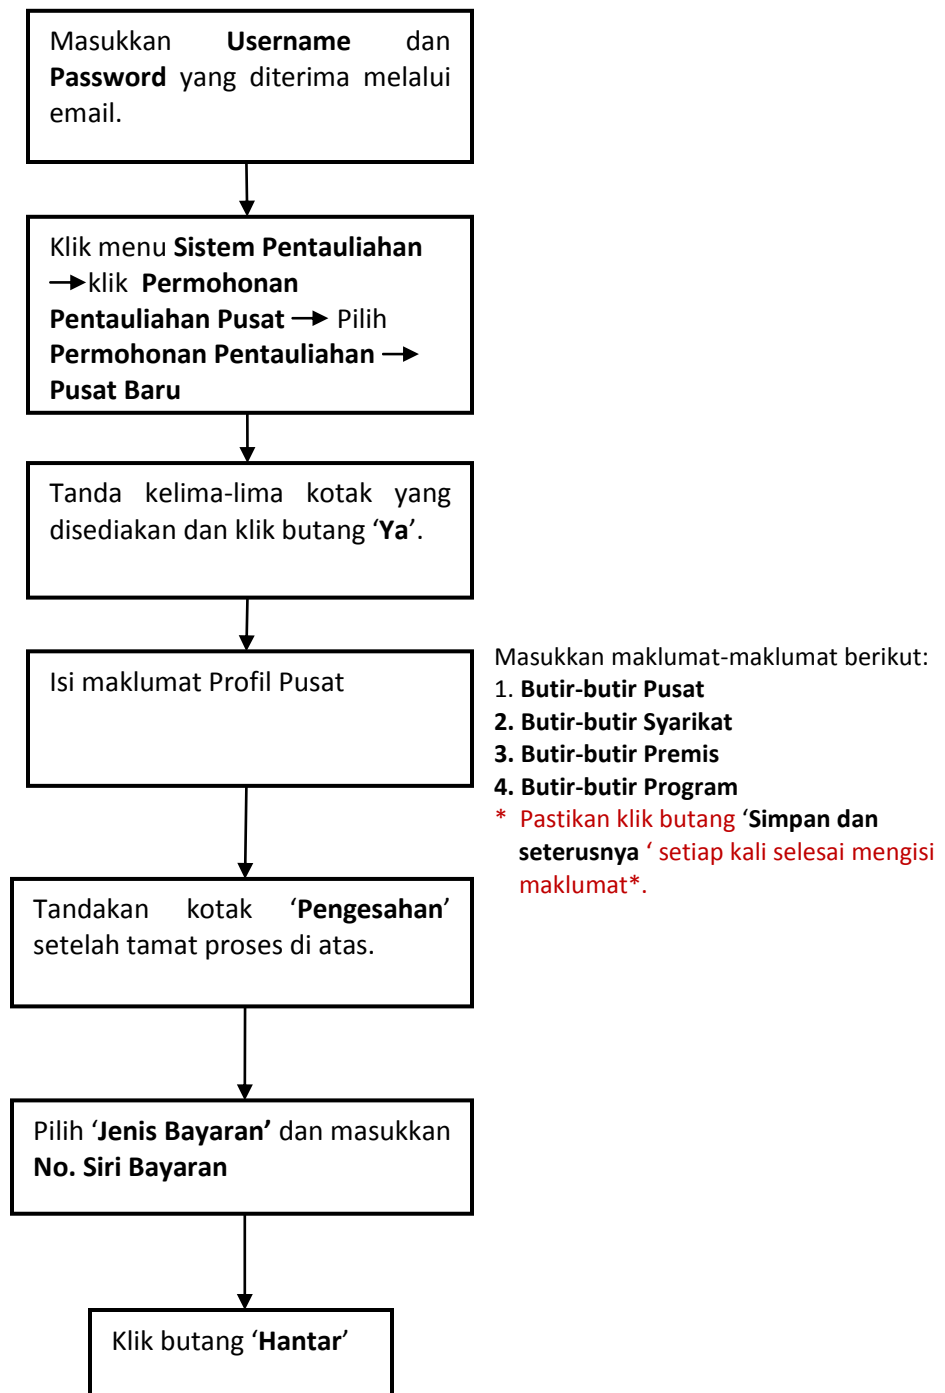 Masukkan Username dan
Password yang diterima melalui
email.
Klik menu Sistem Pentauliahan
→klik Permohonan
Pentauliahan Pusat → Pilih
Permohonan Pentauliahan →
Pusat Baru
Tanda kelima-lima kotak yang
disediakan dan klik butang ‘Ya’.
Isi maklumat Profil Pusat
Masukkan maklumat-maklumat berikut:
1. Butir-butir Pusat
2. Butir-butir Syarikat
3. Butir-butir Premis
4. Butir-butir Program
* Pastikan klik butang ‘Simpan dan
seterusnya ‘ setiap kali selesai mengisi
maklumat*.
Tandakan kotak ‘Pengesahan’
setelah tamat proses di atas.
Pilih ‘Jenis Bayaran’ dan masukkan
No. Siri Bayaran
Klik butang ‘Hantar’